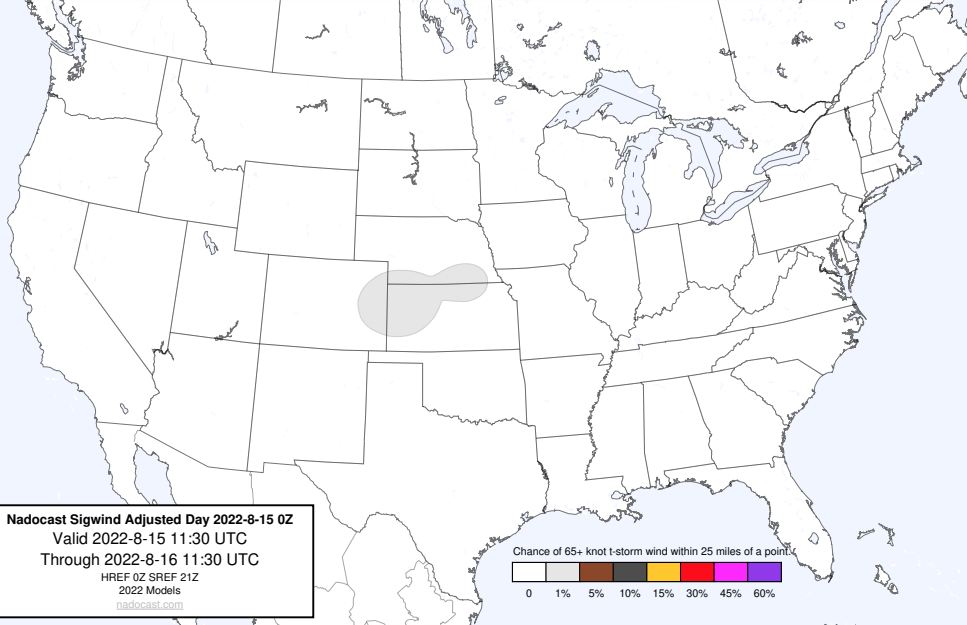 Nadocast Sigwind Adjusted Day 2022-8-15 0Z
Valid 2022-8-15 11:30 UTC
Through 2022-8-16 11:30 UTC
HREF 0Z SREF 21Z
2022 Models
nadocast.com
Chance of 65+ knot t-storm wind within 25 miles of a point.
0 1% 5% 10% 15% 30% 45% 60%